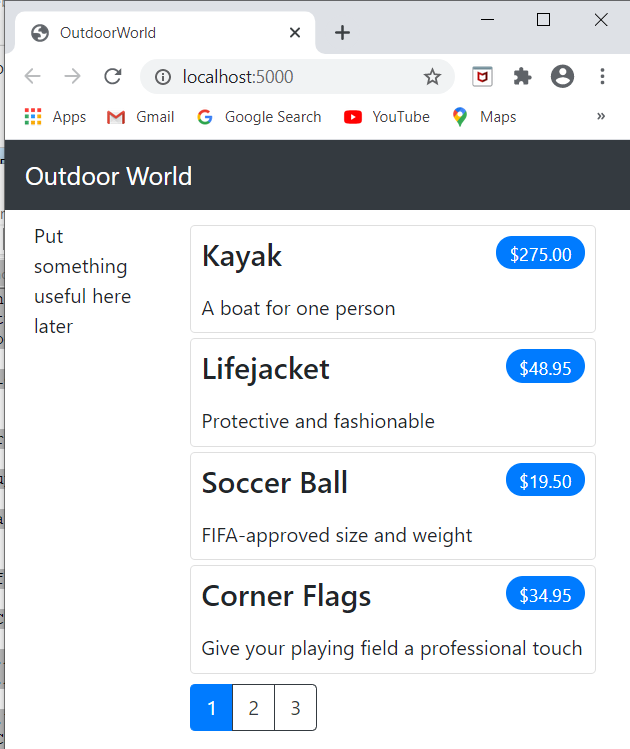 OutdoorWorld
localhost:5000
Apps Gmail Google Search YouTube Maps »
Outdoor World
Put
something
useful here
later
Kayak $275.00
A boat for one person
Lifejacket $48.95
Protective and fashionable
Soccer Ball $19.50
FIFA-approved size and weight
Corner Flags $34.95
Give your playing field a professional touch
1 2 3